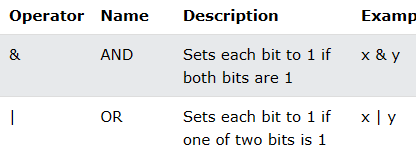 Operator Name Description Examp
& AND Sets each bit to 1 if x & y
both bits are 1
| OR Sets each bit to 1 if x | y
one of two bits is 1